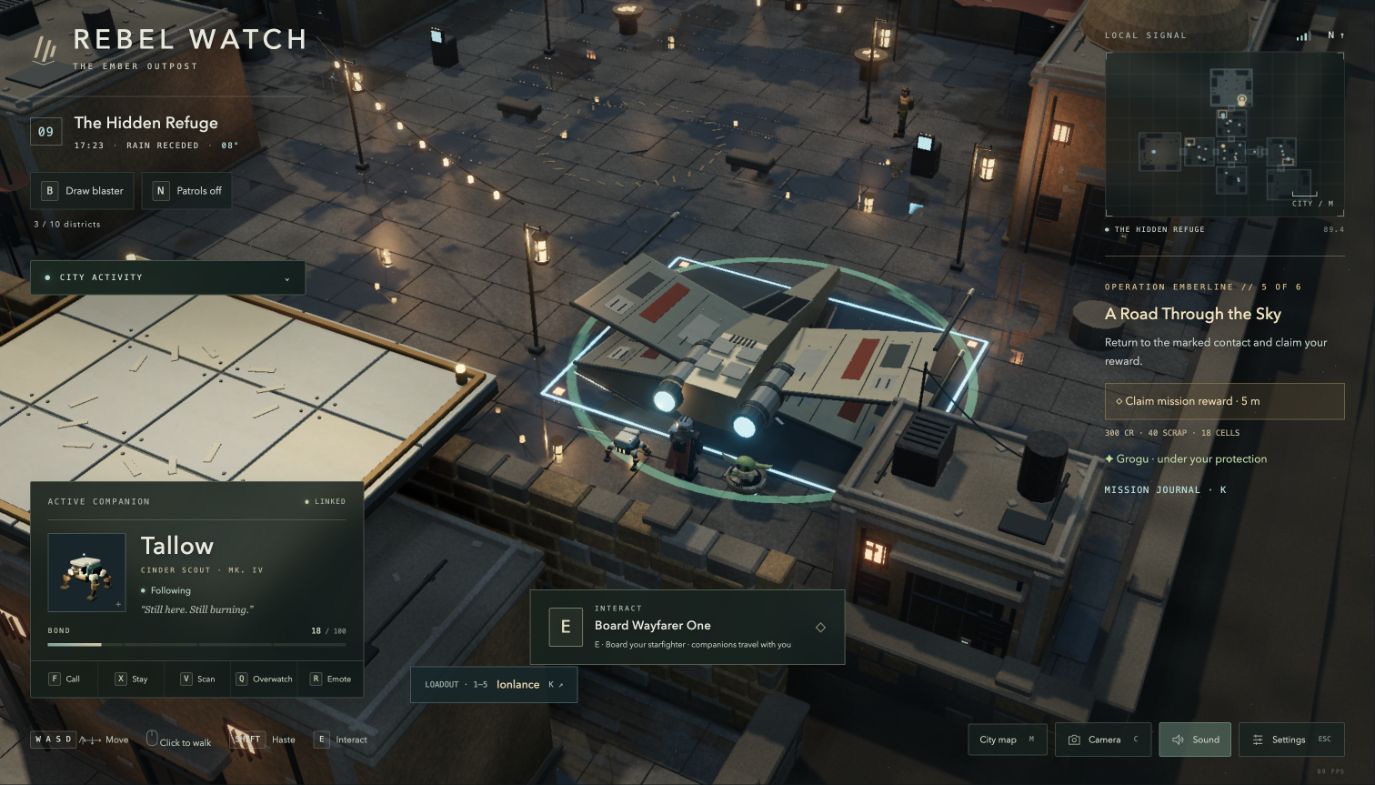 REBEL WATCH
THE EMBER OUTPOST
09
The Hidden Refuge
17:23 · RAIN RECEDED · 08°
B Draw blaster
N Patrols off
3 / 10 districts
CITY ACTIVITY
LOCAL SIGNAL
N ↑
CITY / M
THE HIDDEN REFUGE 89.4
OPERATION EMBERLINE // 5 OF 6
A Road Through the Sky
Return to the marked contact and claim your
reward.
◇ Claim mission reward · 5 m
300 CR · 40 SCRAP · 18 CELLS
✦ Grogu · under your protection
MISSION JOURNAL · K
ACTIVE COMPANION
LINKED
Tallow
CINDER SCOUT · MK. IV
Following
"Still here. Still burning."
BOND 18 / 100
F Call
X Stay
V Scan
Q Overwatch
R Emote
INTERACT
E
Board Wayfarer One
E · Board your starfighter · companions travel with you
LOADOUT · 1–5 Ionlance K ↗
W A S D / Move
Click to walk
SHIFT Haste
E Interact
City map M
Camera C
Sound
Settings ESC